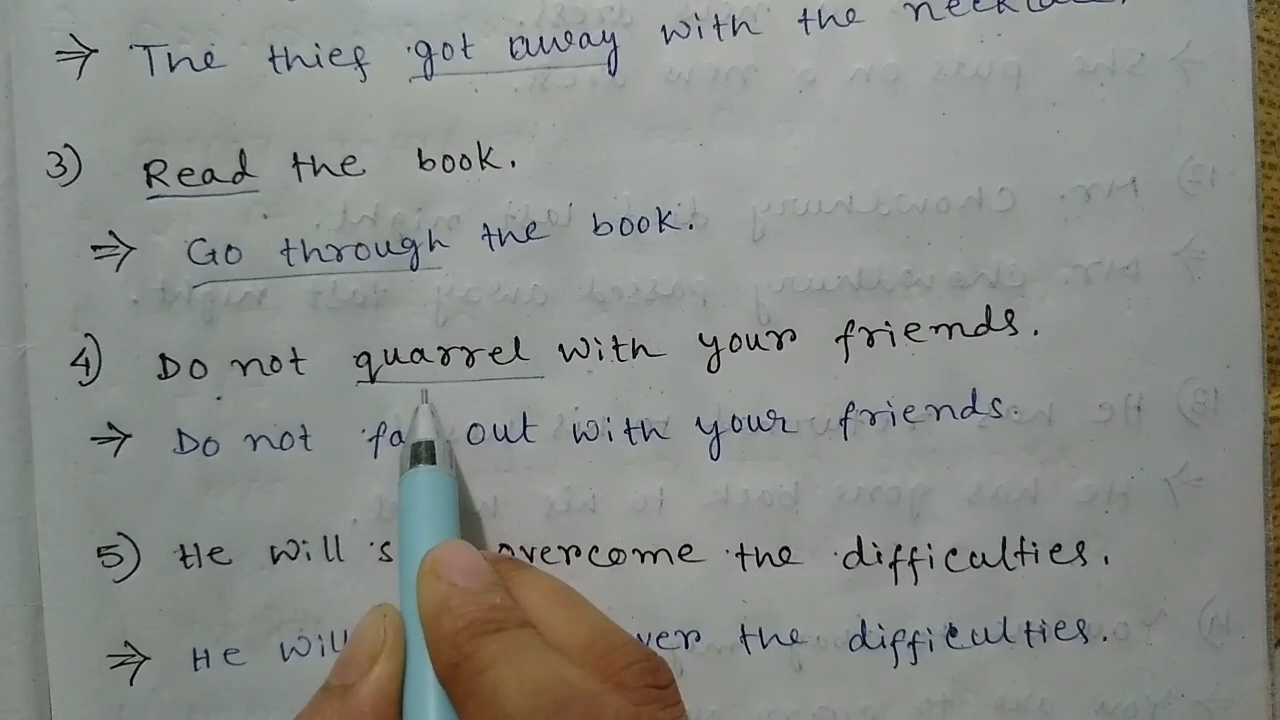 ⇒ The thief got away with the
3) Read the book.
⇒ Go through the book.
4) Do not quarrel with your friends.
⇒ Do not out with your friends.
5) He will overcome the difficulties.
⇒ He will the difficulties.